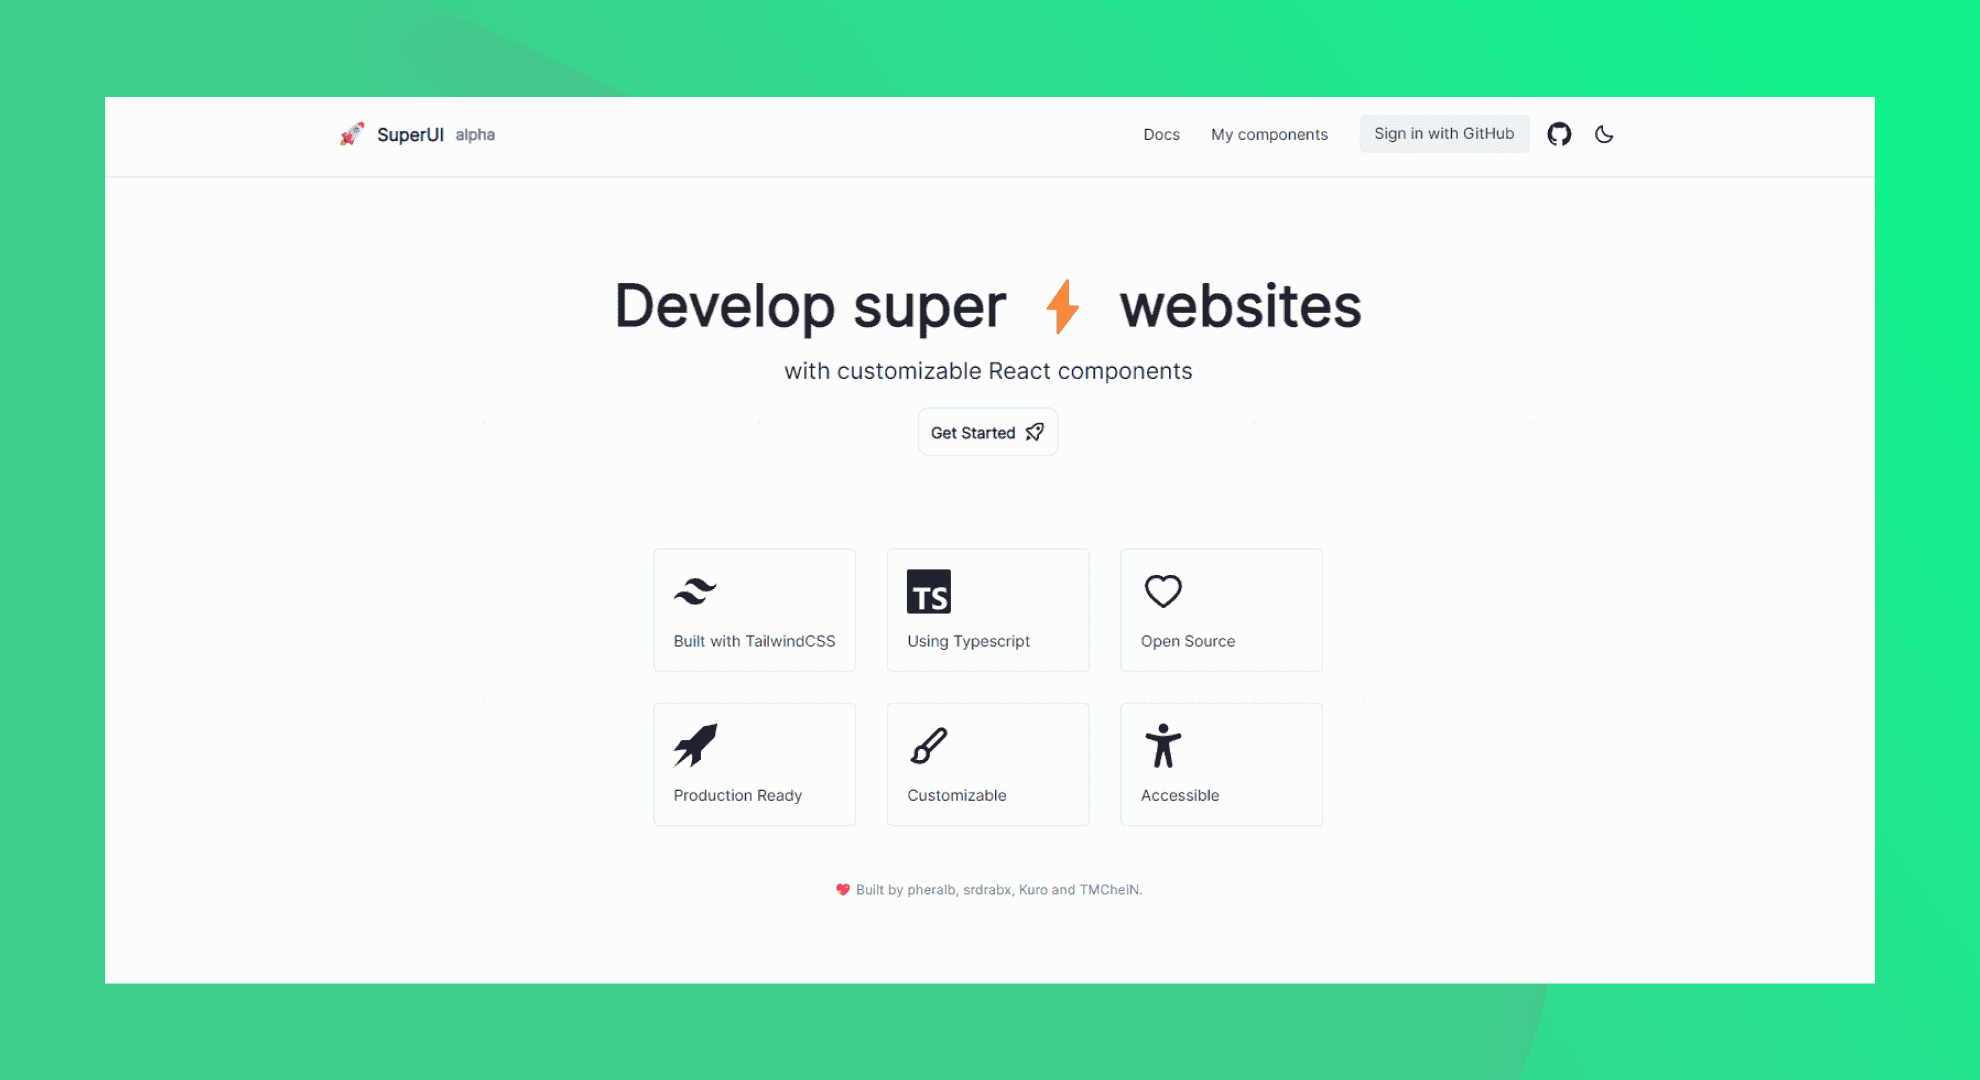 SuperUI alpha
Docs My components Sign in with GitHub
Develop super websites
with customizable React components
Get Started
TS
Built with TailwindCSS Using Typescript Open Source
Production Ready Customizable Accessible
Built by pheralb, srdrabx, Kuro and TMCheiN.